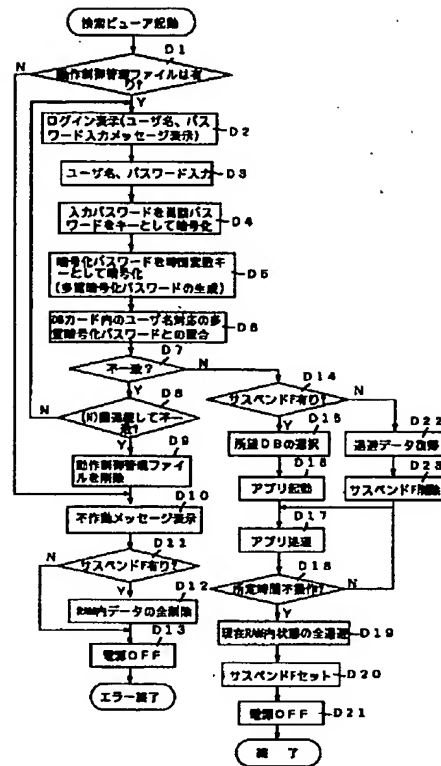 検索ビューア起動
D1
動作制御管理ファイルは有り?
N
Y
ログイン表示(ユーザ名、パスワード入力メッセージ表示)
D2
ユーザ名、パスワード入力
D3
入力パスワードを
パスワードをキーとして暗号化
D4
暗号化パスワードを時間変数キーとして暗号化
(多重暗号化パスワードの生成)
D5
DBカード内のユーザ名対応の多重暗号化パスワードとの照合
D6
D7
不一致?
N
Y
D8
(N)回連続して不一致?
N
Y
D9
動作制御管理ファイルを削除
D10
不作動メッセージ表示
D11
サスペンドF有り?
N
Y
D12
RAM内データの全削除
D13
電源OFF
エラー終了
D14
サスペンドF有り?
N
Y
D15
所望DBの選択
D16
アプリ起動
D22
退避データ復帰
D23
サスペンドF削除
D17
アプリ処理
D18
所定時間不操作?
N
Y
現在RAM内状態の全退避
D19
サスペンドFセット
D20
電源OFF
D21
終 了